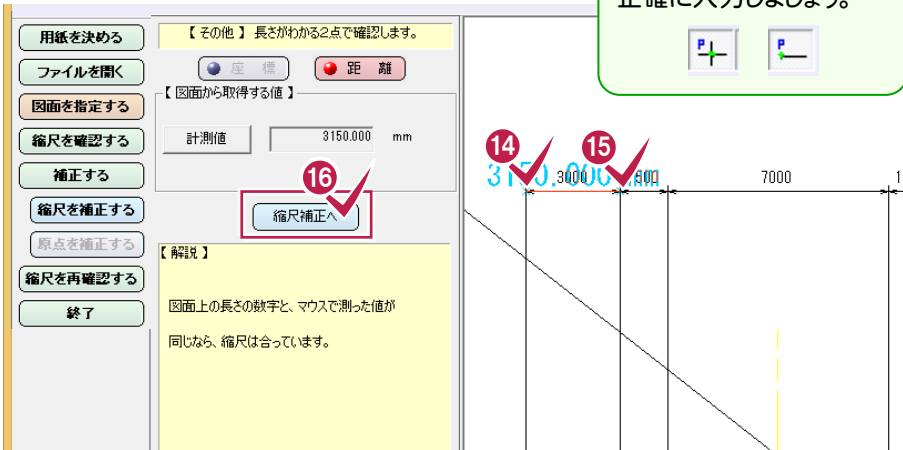 正確に入力しましょう。
用紙を決める
ファイルを開く
図面を指定する
縮尺を確認する
補正する
縮尺を補正する
原点を補正する
縮尺を再確認する
終了
【 その他 】 長さがわかる2点で確認します。
座 標
距 離
【 図面から取得する値 】
計測値 3150.000 mm
⑯
縮尺補正へ
【 解説 】
図面上の長さの数字と、マウスで測った値が
同じなら、縮尺は合っています。
P P
⑭ ⑮
3150.000 mm
3000 7000 1